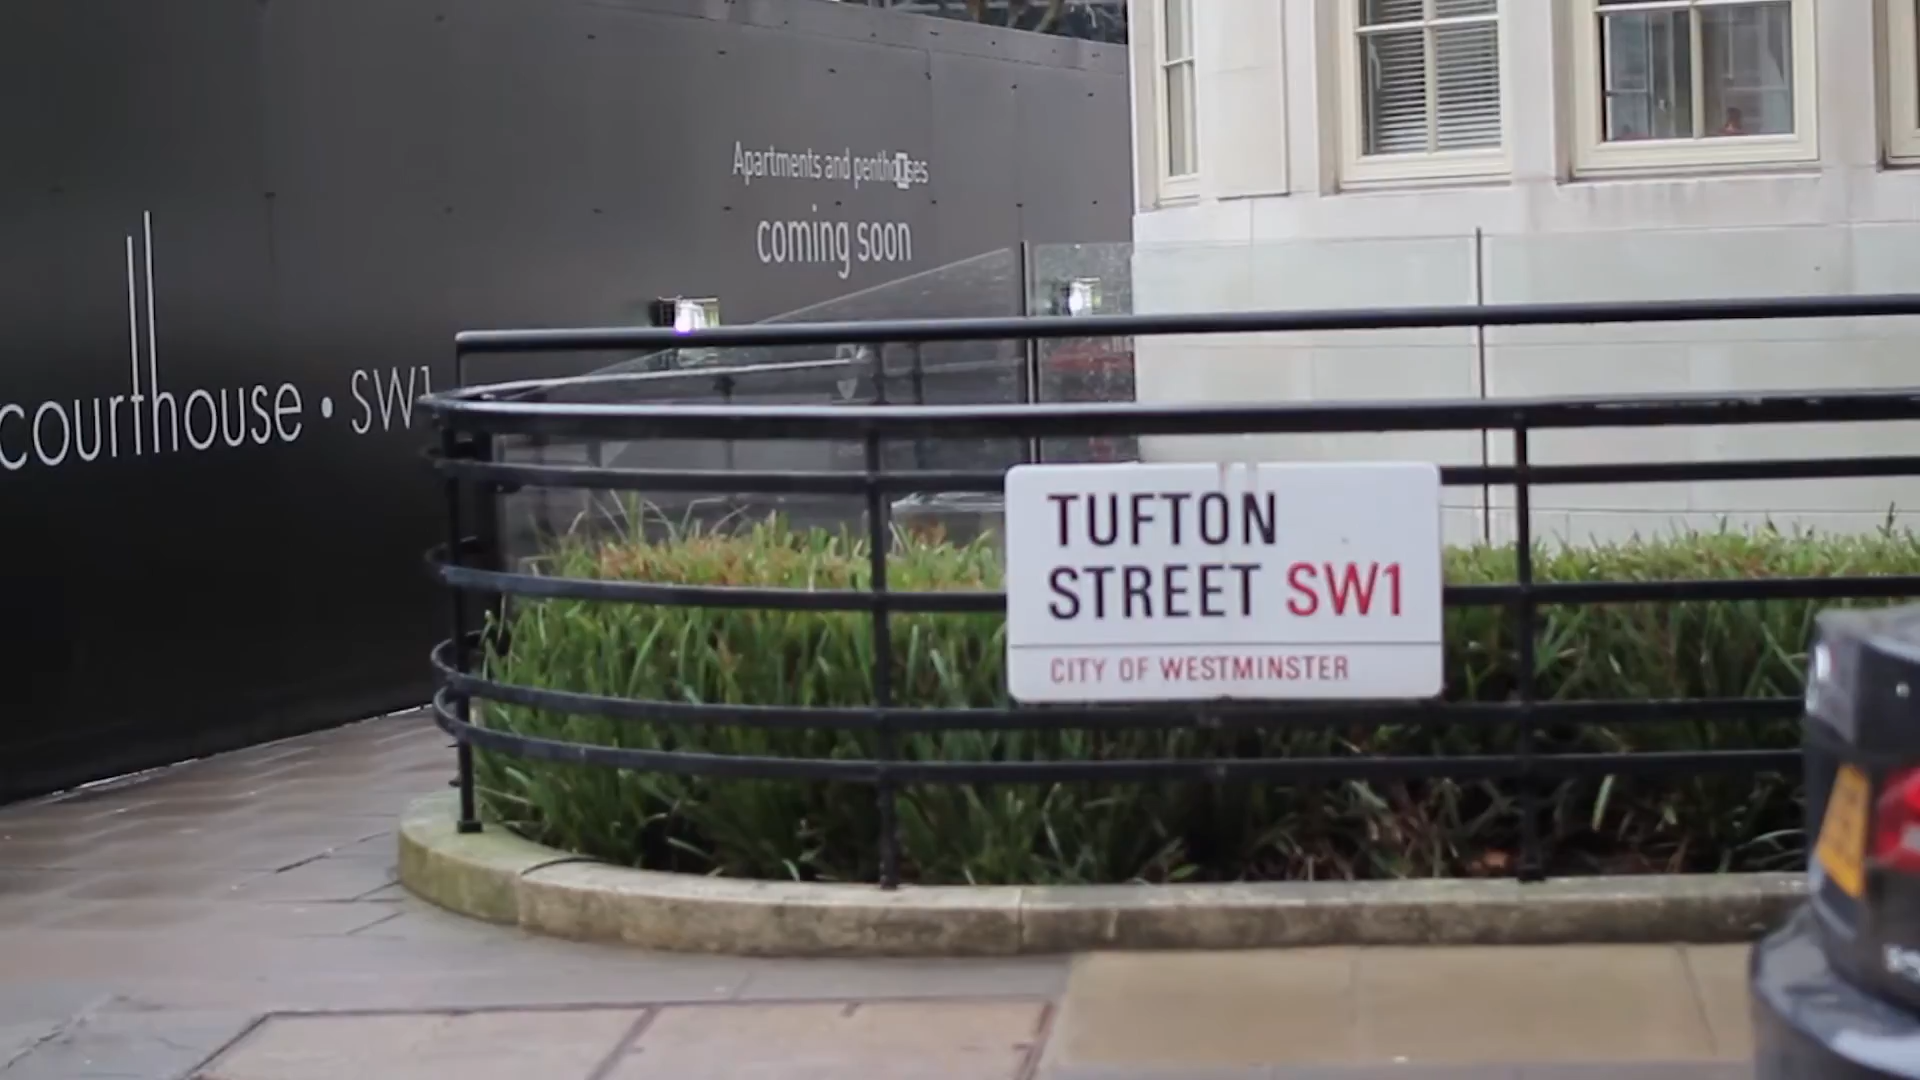 Apartments and penthouses
coming soon
courthouse • SW1
TUFTON
STREET SW1
CITY OF WESTMINSTER